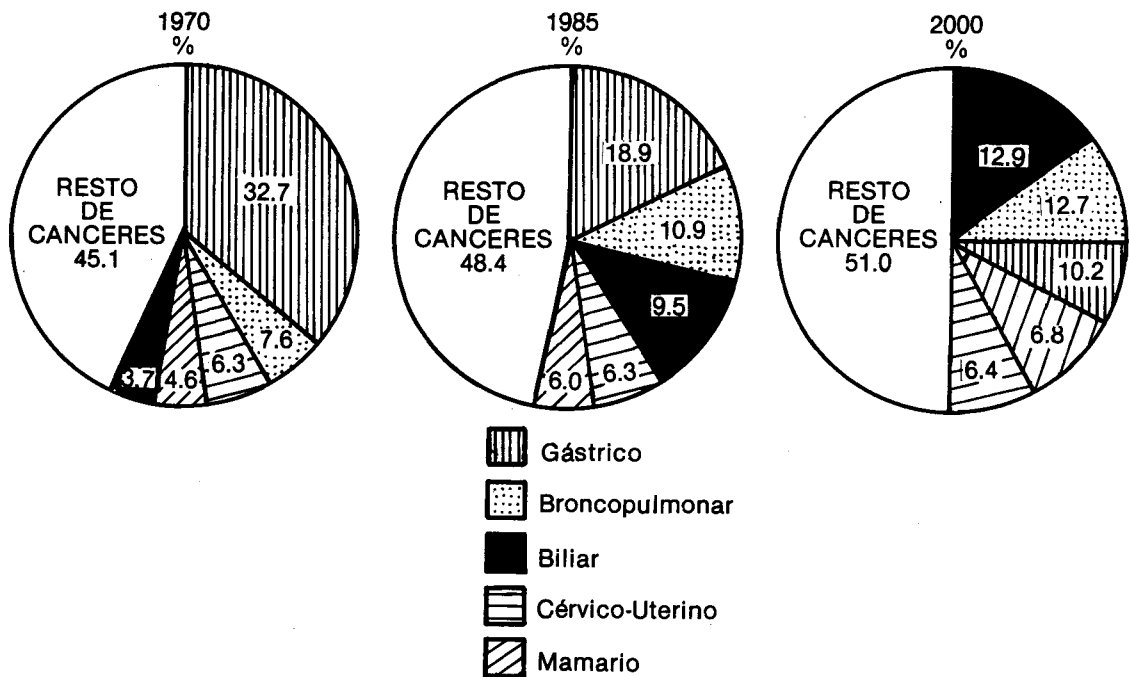 1970
%
32.7
7.6
6.3
4.6
3.7
RESTO
DE
CANCERES
45.1
1985
%
18.9
10.9
9.5
6.3
6.0
RESTO
DE
CANCERES
48.4
2000
%
12.9
12.7
10.2
6.8
6.4
RESTO
DE
CANCERES
51.0
Gástrico
Broncopulmonar
Biliar
Cérvico-Uterino
Mamario